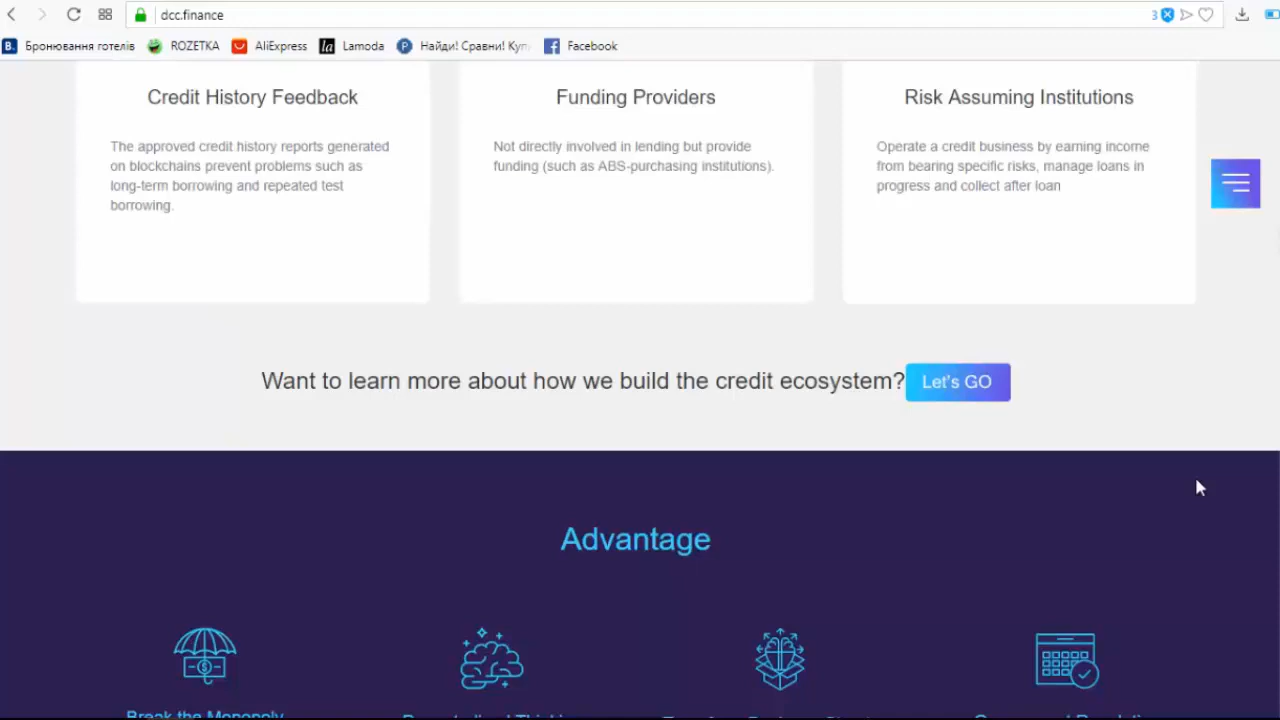 dcc.finance
3
B. Бронювання готелів ROZETKA AliExpress la Lamoda P Найди! Сравни! Куп Facebook
Credit History Feedback
The approved credit history reports generated
on blockchains prevent problems such as
long-term borrowing and repeated test
borrowing.
Funding Providers
Not directly involved in lending but provide
funding (such as ABS-purchasing institutions).
Risk Assuming Institutions
Operate a credit business by earning income
from bearing specific risks, manage loans in
progress and collect after loan
Want to learn more about how we build the credit ecosystem? Let's GO
Advantage
Break the Monopoly